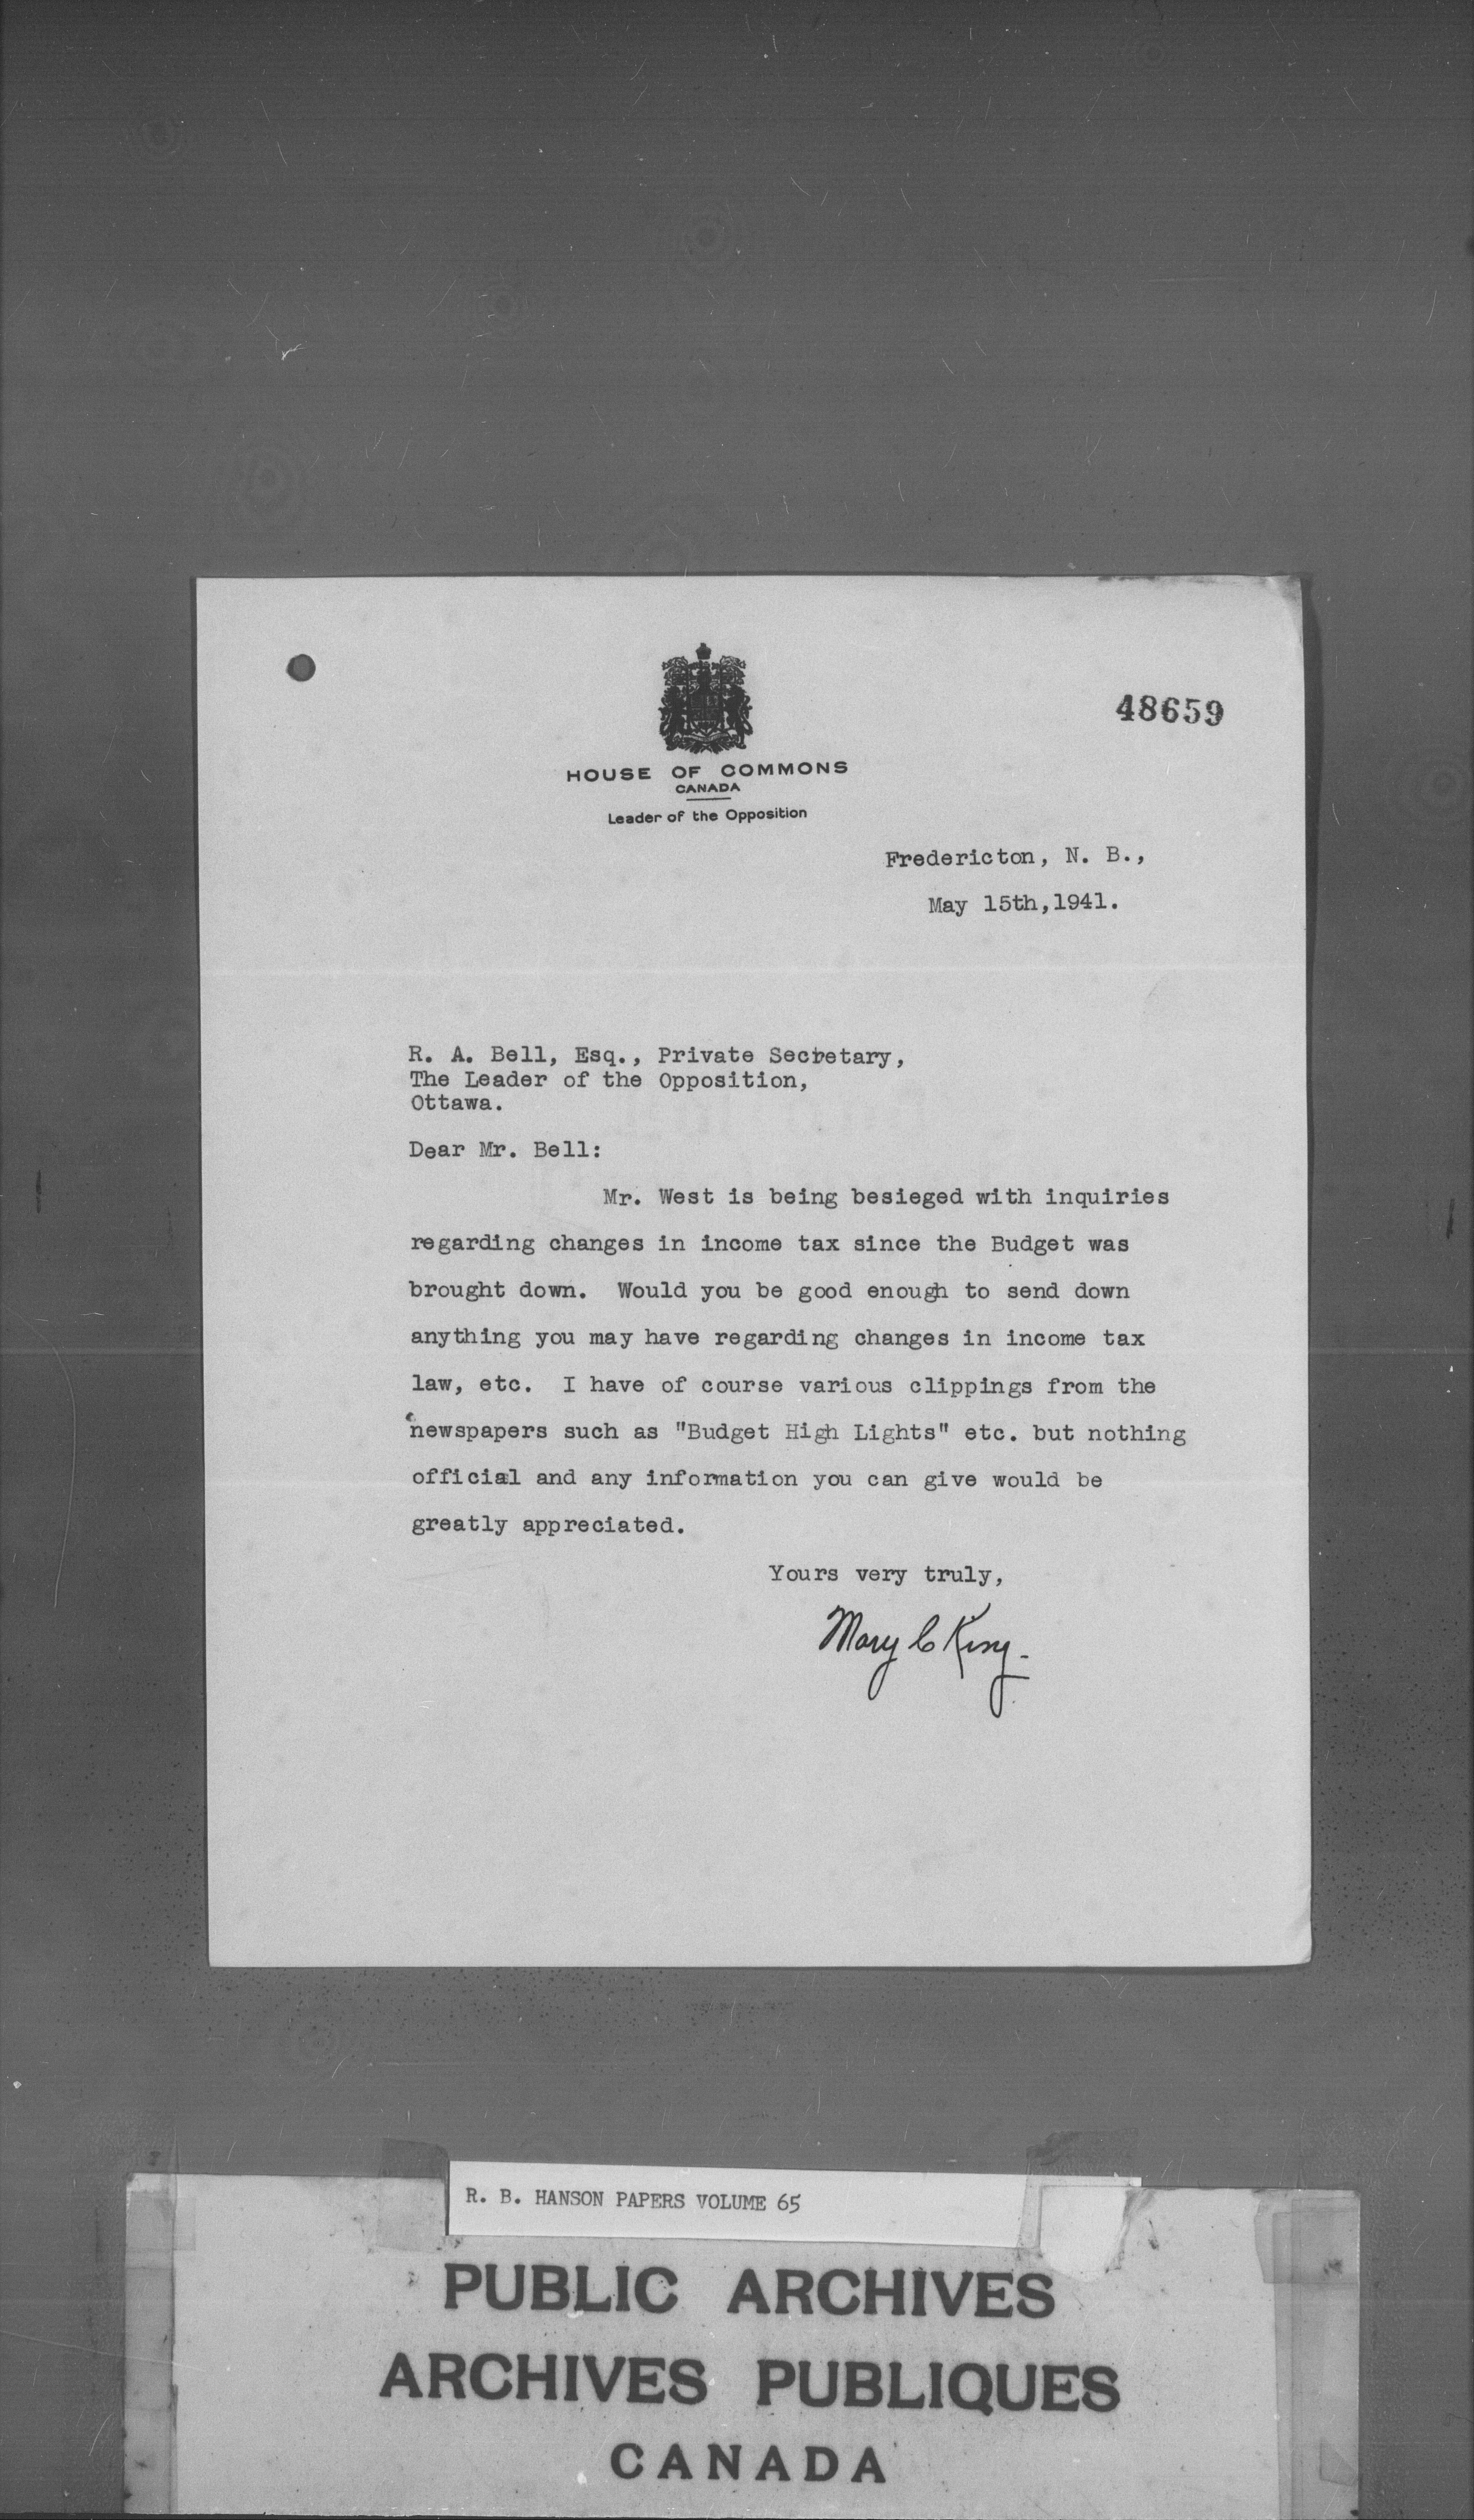 48659
HOUSE OF COMMONS
CANADA
Leader of the Opposition
Fredericton, N. B.,
May 15th,1941.
R. A. Bell, Esq., Private Secretary,
The Leader of the Opposition,
Ottawa.
Dear Mr. Bell:
Mr. West is being besieged with inquiries
regarding changes in income tax since the Budget was
brought down. Would you be good enough to send down
anything you may have regarding changes in income tax
law, etc. I have of course various clippings from the
newspapers such as "Budget High Lights" etc. but nothing
official and any information you can give would be
greatly appreciated.
Yours very truly,
Mary C King.
R. B. HANSON PAPERS VOLUME 65
PUBLIC ARCHIVES
ARCHIVES PUBLIQUES
CANADA